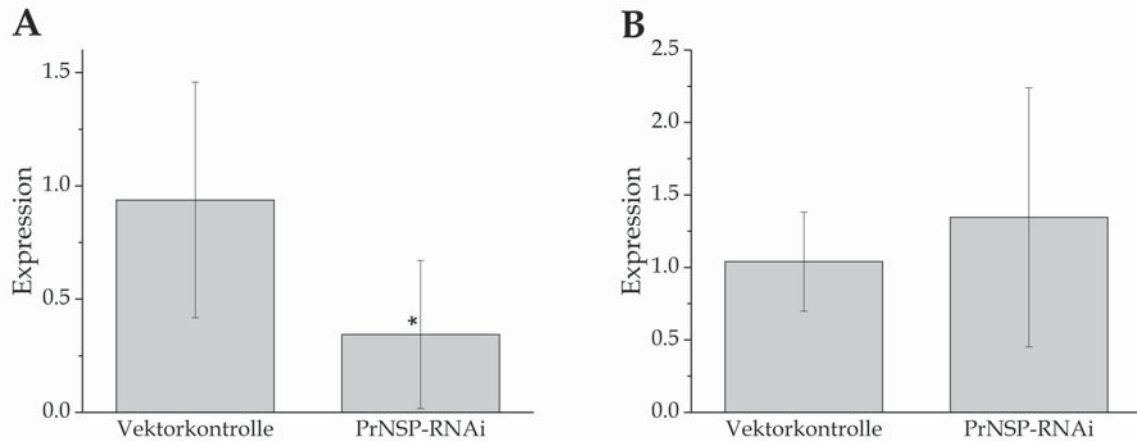 A
Expression
1.5
1.0
0.5
0.0
*
Vektorkontrolle PrNSP-RNAi
B
Expression
2.5
2.0
1.5
1.0
0.5
0.0
Vektorkontrolle PrNSP-RNAi